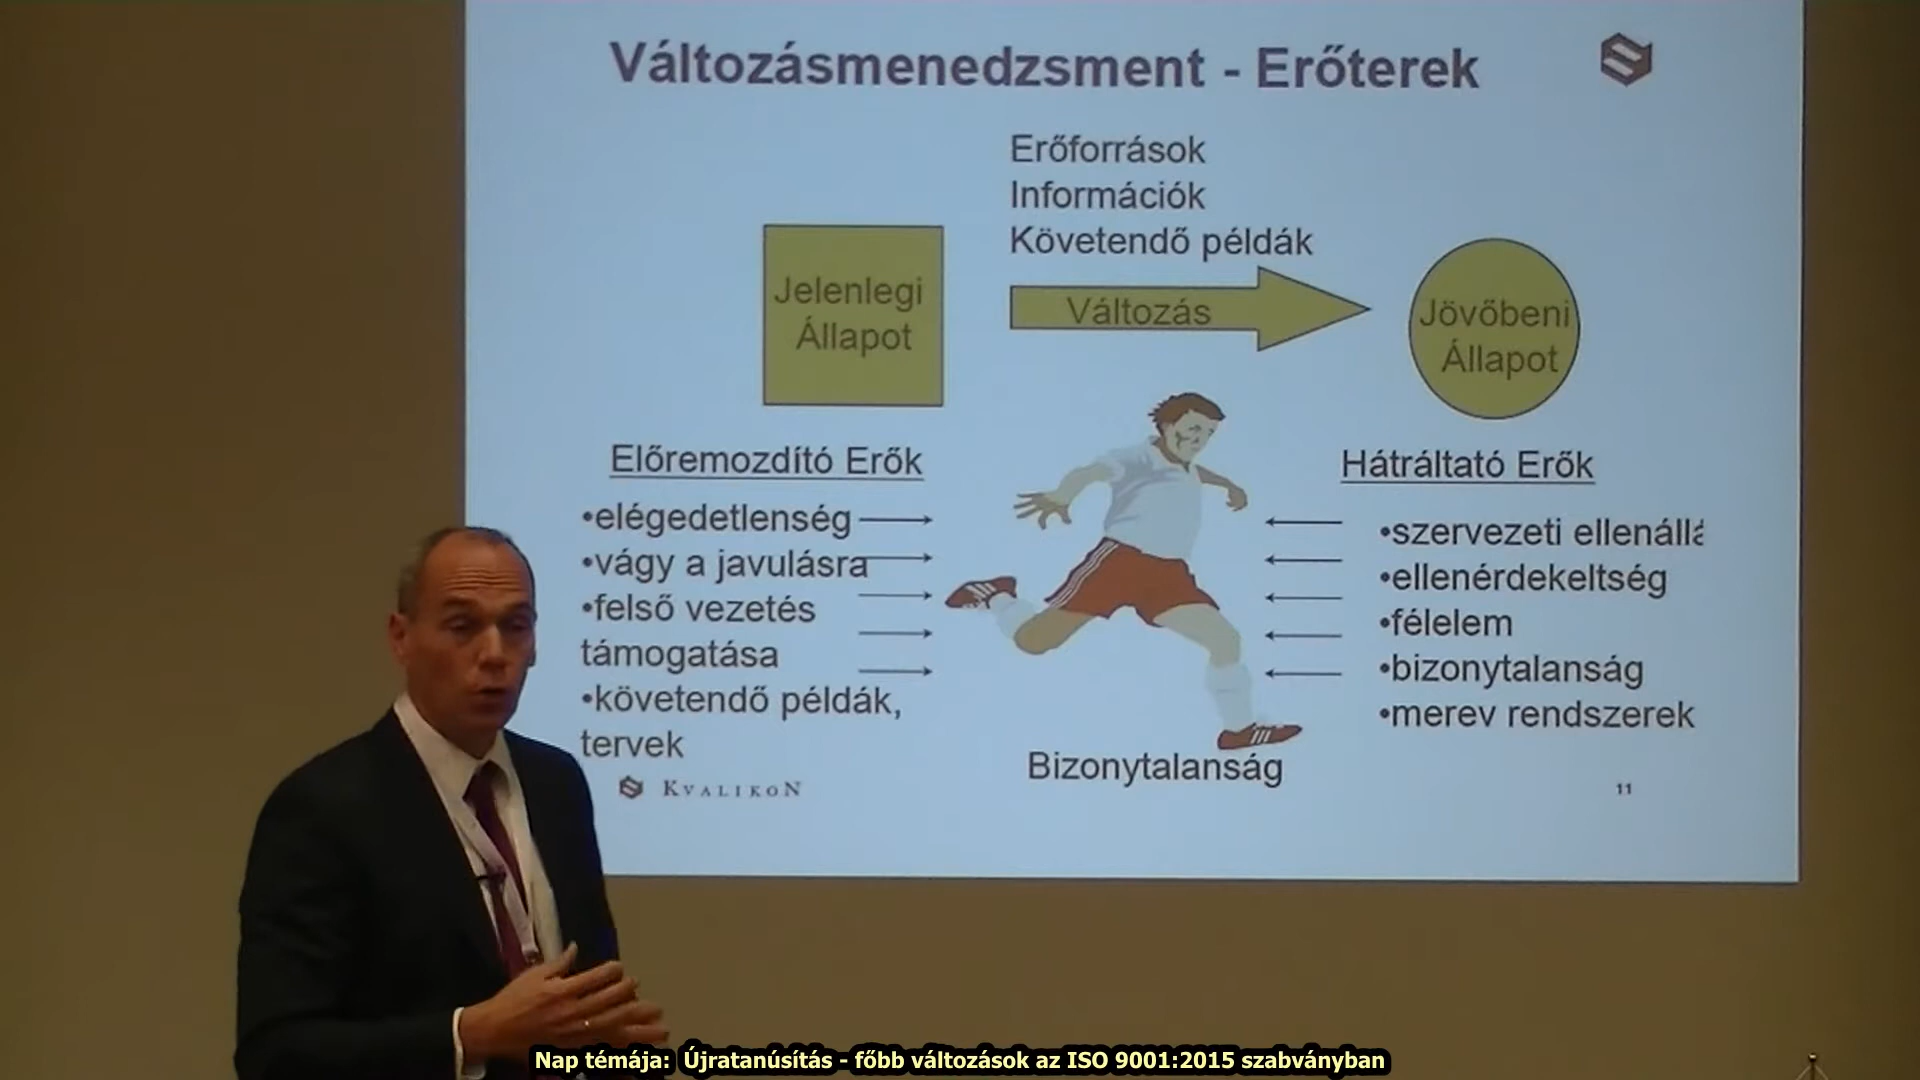 Változásmenedzsment - Erőterek
Erőforrások
Információk
Követendő példák
Jelenlegi
Állapot
Változás
Jövőbeni
Állapot
Előremozdító Erők
•elégedetlenség
•vágy a javulásra
•felső vezetés
támogatása
•követendő példák,
tervek
Hátráltató Erők
•szervezeti ellenállá
•ellenérdekeltség
•félelem
•bizonytalanság
•merev rendszerek
Bizonytalanság
KVALIKON
11
Nap témája: Újratanúsítás - főbb változások az ISO 9001:2015 szabványban